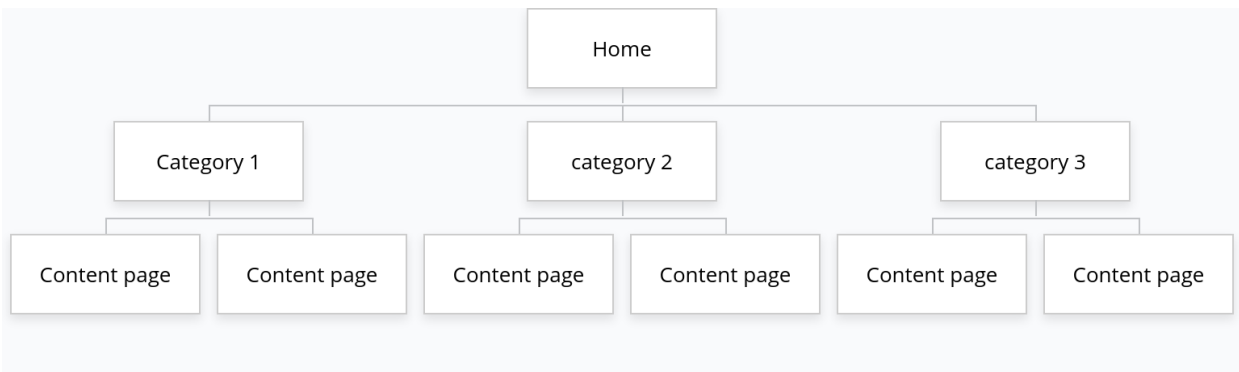 Home
Category 1
category 2
category 3
Content page
Content page
Content page
Content page
Content page
Content page